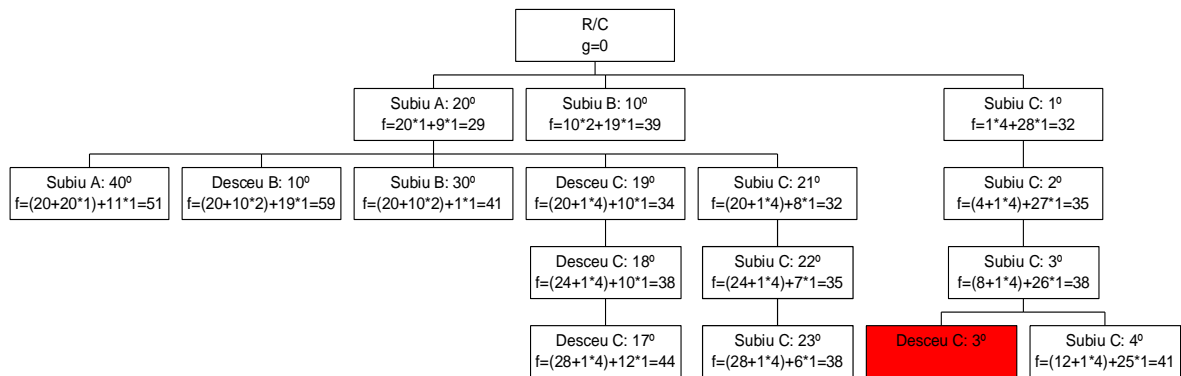 R/C
g=0
Subiu A: 20º
f=20*1+9*1=29
Subiu B: 10º
f=10*2+19*1=39
Subiu C: 1º
f=1*4+28*1=32
Subiu A: 40º
f=(20+20*1)+11*1=51
Desceu B: 10º
f=(20+10*2)+19*1=59
Subiu B: 30º
f=(20+10*2)+1*1=41
Desceu C: 19º
f=(20+1*4)+10*1=34
Subiu C: 21º
f=(20+1*4)+8*1=32
Subiu C: 2º
f=(4+1*4)+27*1=35
Desceu C: 18º
f=(24+1*4)+10*1=38
Subiu C: 22º
f=(24+1*4)+7*1=35
Subiu C: 3º
f=(8+1*4)+26*1=38
Desceu C: 17º
f=(28+1*4)+12*1=44
Subiu C: 23º
f=(28+1*4)+6*1=38
Desceu C: 3º
Subiu C: 4º
f=(12+1*4)+25*1=41